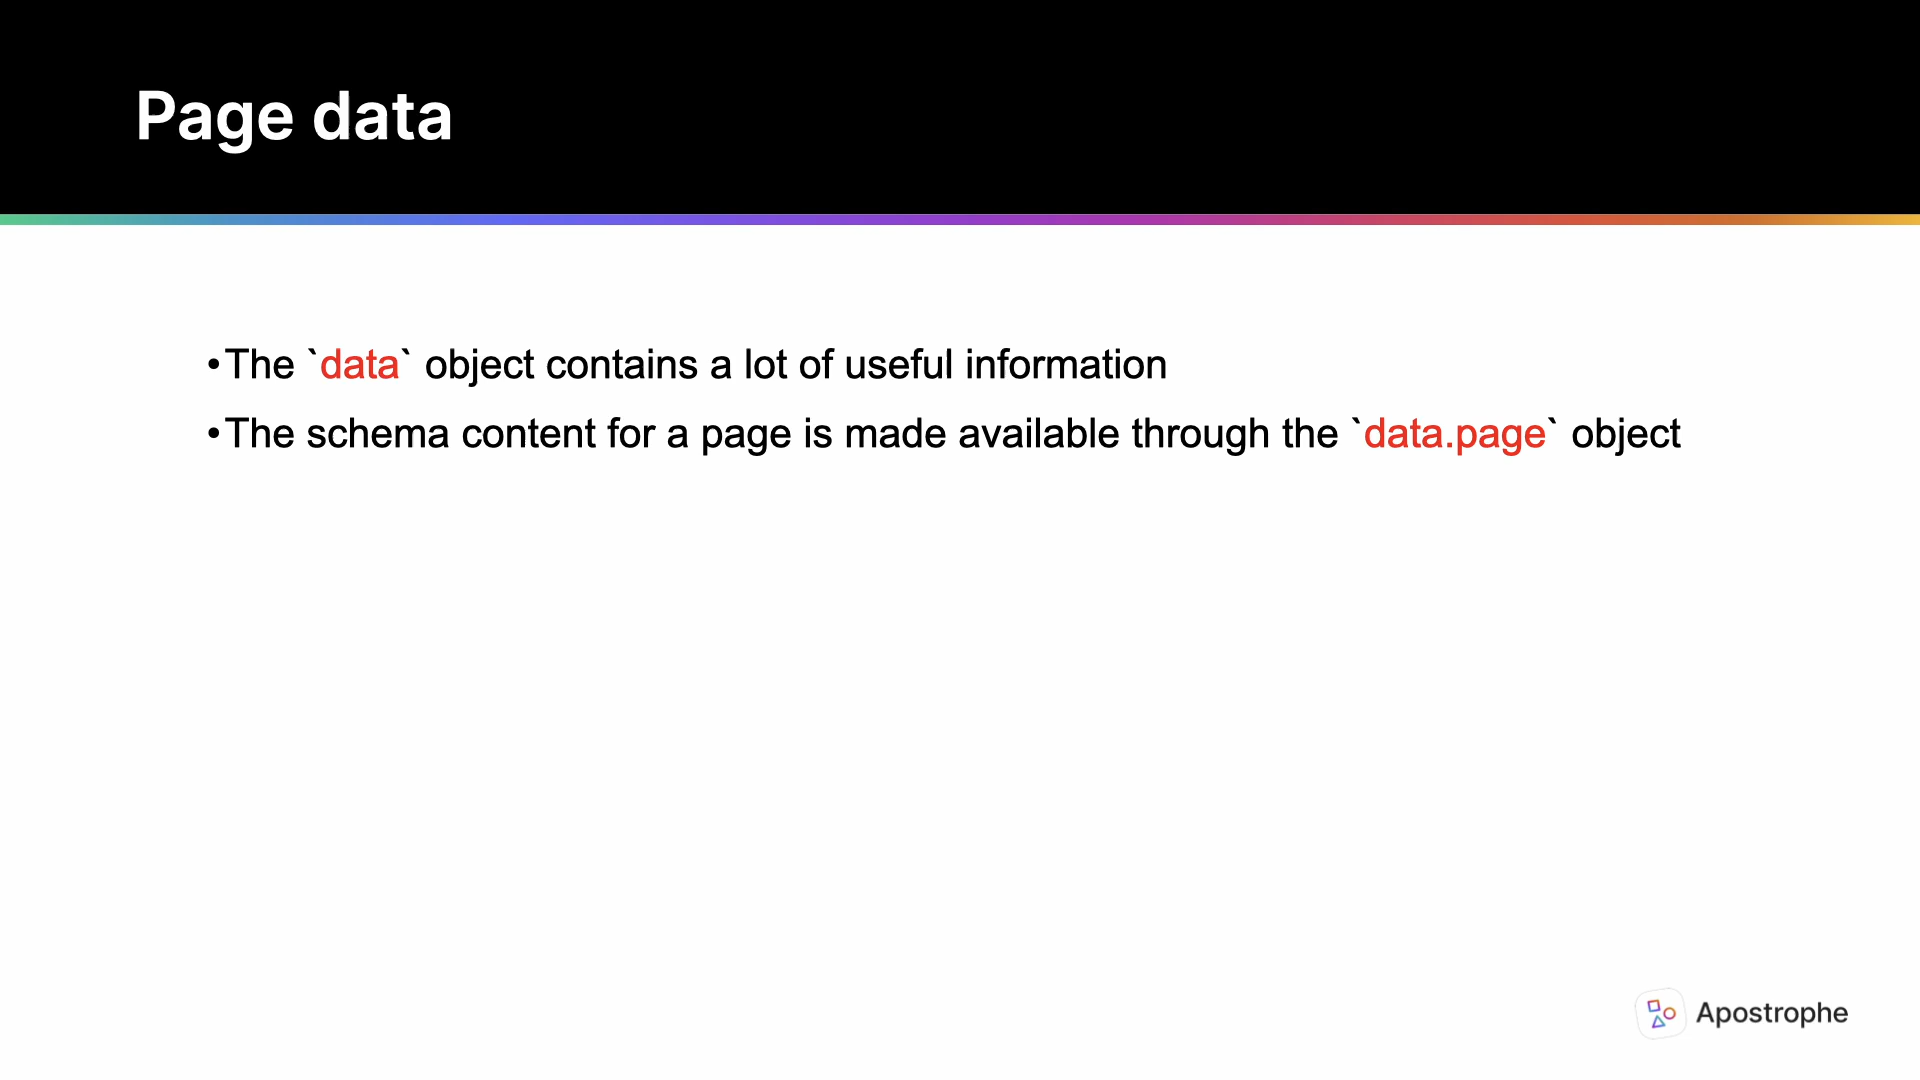 Page data
•The `data` object contains a lot of useful information
•The schema content for a page is made available through the `data.page` object
Apostrophe